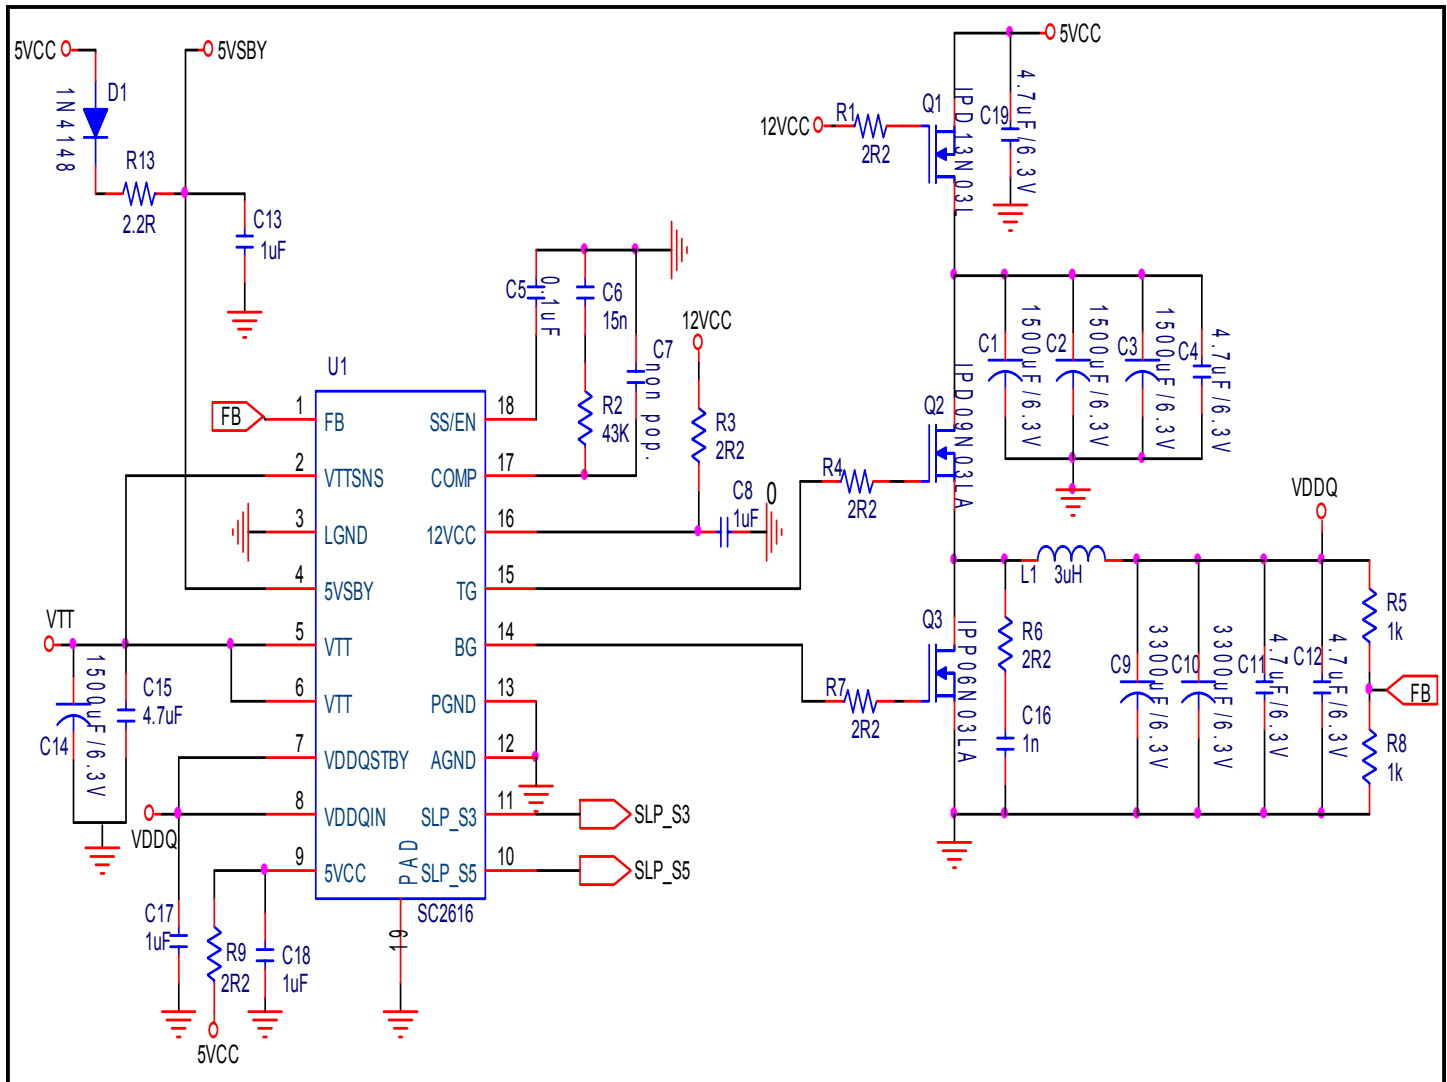 5VCC
5VSBY
D1
1N4148
R13
2.2R
C13
1uF
5VCC
Q1
IPD13N03L
C19
4.7uF/6.3V
12VCC
R1
2R2
C5
0.1uF
C6
15n
C7
non pop.
12VCC
R2
43K
R3
2R2
C8
1uF
0
C1
1500uF/6.3V
C2
1500uF/6.3V
C3
1500uF/6.3V
C4
4.7uF/6.3V
Q2
IPD09N03LA
R4
2R2
U1
FB
1
FB
SS/EN
18
2
VTTSNS
COMP
17
3
LGND
12VCC
16
4
5VSBY
TG
15
VTT
5
VTT
BG
14
6
VTT
PGND
13
7
VDDQSTBY
AGND
12
8
VDDQIN
SLP_S3
11
SLP_S3
9
5VCC
SLP_S5
10
SLP_S5
PAD
SC2616
19
C14
1500uF/6.3V
C15
4.7uF
VDDQ
C17
1uF
R9
2R2
C18
1uF
5VCC
VDDQ
L1
3uH
Q3
IPP06N03LA
R7
2R2
R6
2R2
C16
1n
C9
3300uF/6.3V
C10
3300uF/6.3V
C11
4.7uF/6.3V
C12
4.7uF/6.3V
R5
1k
FB
R8
1k